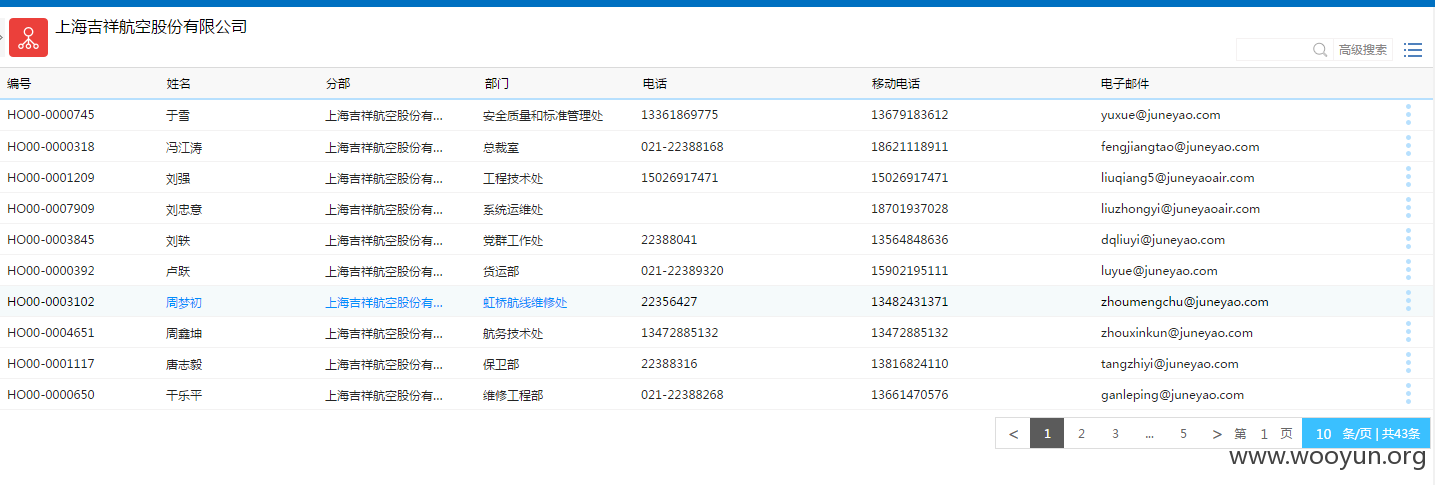 上海吉祥航空股份有限公司
高级搜索
编号 姓名 分部 部门 电话 移动电话 电子邮件
HO00-0000745 于雪 上海吉祥航空股份有... 安全质量和标准管理处 13361869775 13679183612 yuxue@juneyao.com
HO00-0000318 冯江涛 上海吉祥航空股份有... 总裁室 021-22388168 18621118911 fengjiangtao@juneyao.com
HO00-0001209 刘强 上海吉祥航空股份有... 工程技术处 15026917471 15026917471 liuqiang5@juneyaoair.com
HO00-0007909 刘忠意 上海吉祥航空股份有... 系统运维处 18701937028 liuzhongyi@juneyaoair.com
HO00-0003845 刘轶 上海吉祥航空股份有... 党群工作处 22388041 13564848636 dqliuyi@juneyao.com
HO00-0000392 卢跃 上海吉祥航空股份有... 货运部 021-22389320 15902195111 luyue@juneyao.com
HO00-0003102 周梦初 上海吉祥航空股份有... 虹桥航线维修处 22356427 13482431371 zhoumengchu@juneyao.com
HO00-0004651 周鑫坤 上海吉祥航空股份有... 航务技术处 13472885132 13472885132 zhouxinkun@juneyao.com
HO00-0001117 唐志毅 上海吉祥航空股份有... 保卫部 22388316 13816824110 tangzhiyi@juneyao.com
HO00-0000650 干乐平 上海吉祥航空股份有... 维修工程部 021-22388268 13661470576 ganleping@juneyao.com
< 1 2 3 ... 5 > 第 1 页 10 条/页 | 共43条
www.wooyun.org